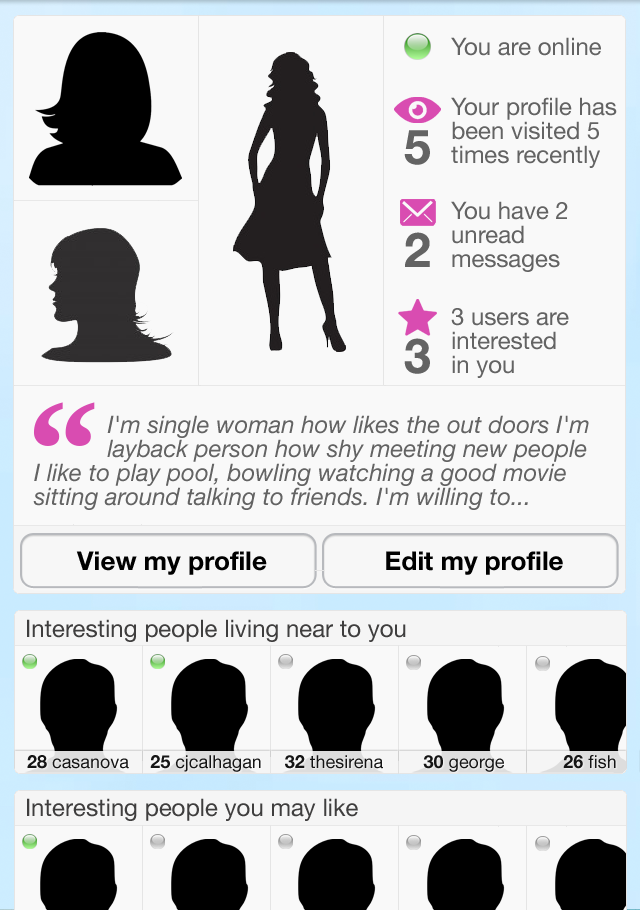 You are online
5
Your profile has
been visited 5
times recently
2
You have 2
unread
messages
3
3 users are
interested
in you
I'm single woman how likes the out doors I'm
layback person how shy meeting new people
I like to play pool, bowling watching a good movie
sitting around talking to friends. I'm willing to...
View my profile
Edit my profile
Interesting people living near to you
28 casanova
25 cjcalhagan
32 thesirena
30 george
26 fish
Interesting people you may like